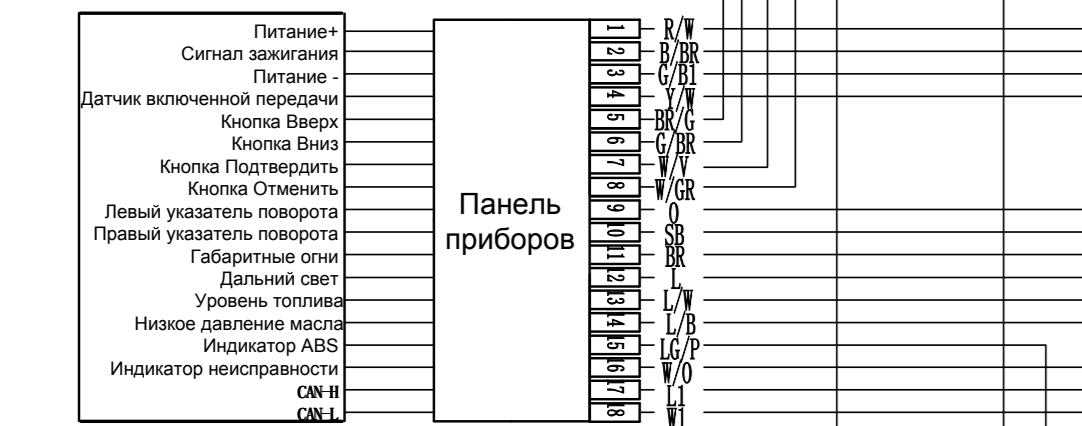 Питание+ 1 R/W
Сигнал зажигания 2 B/BR
Питание - 3 G/B1
Датчик включенной передачи 4 Y/W
Кнопка Вверх 5 BR/G
Кнопка Вниз 6 G/BR
Кнопка Подтвердить 7 W/V
Кнопка Отменить 8 W/GR
Левый указатель поворота 9 O
Правый указатель поворота 10 SB
Габаритные огни 11 BR
Дальний свет 12 L
Уровень топлива 13 L/W
Низкое давление масла 14 L/B
Индикатор ABS 15 LG/P
Индикатор неисправности 16 W/O
CAN-H 17 L1
CAN-L 18 W1
Панель
приборов